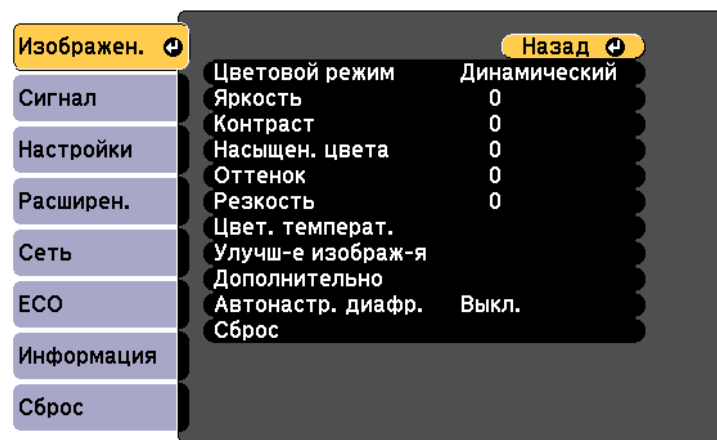 Изображен.
Сигнал
Настройки
Расширен.
Сеть
ECO
Информация
Сброс
Назад
Цветовой режим Динамический
Яркость 0
Контраст 0
Насыщен. цвета 0
Оттенок 0
Резкость 0
Цвет. температ.
Улучш-е изображ-я
Дополнительно
Автонастр. диафр. Выкл.
Сброс